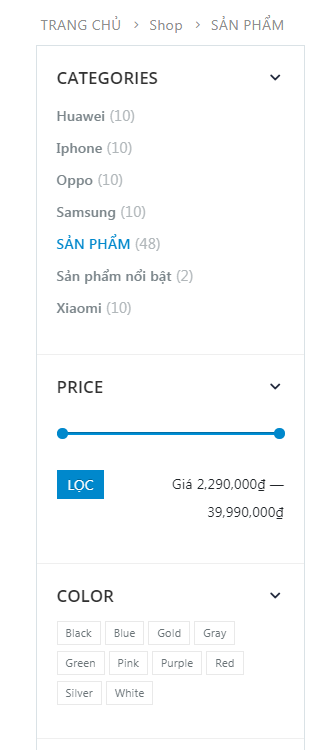 TRANG CHỦ > Shop > SẢN PHẨM
CATEGORIES
Huawei (10)
Iphone (10)
Oppo (10)
Samsung (10)
SẢN PHẨM (48)
Sản phẩm nổi bật (2)
Xiaomi (10)
PRICE
LỌC Giá 2,290,000₫ —
39,990,000₫
COLOR
Black Blue Gold Gray
Green Pink Purple Red
Silver White